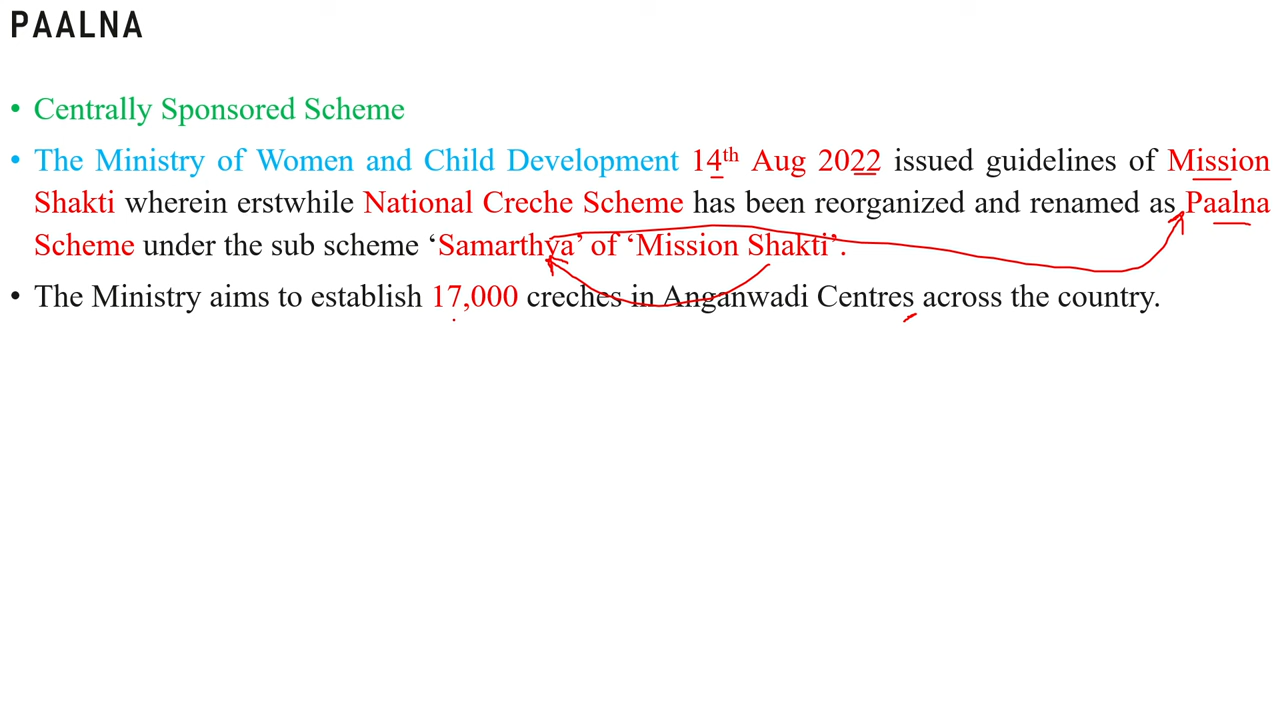 PAALNA
• Centrally Sponsored Scheme
• The Ministry of Women and Child Development 14th Aug 2022 issued guidelines of Mission
Shakti wherein erstwhile National Creche Scheme has been reorganized and renamed as Paalna
Scheme under the sub scheme ‘Samarthya’ of ‘Mission Shakti’.
• The Ministry aims to establish 17,000 creches in Anganwadi Centres across the country.